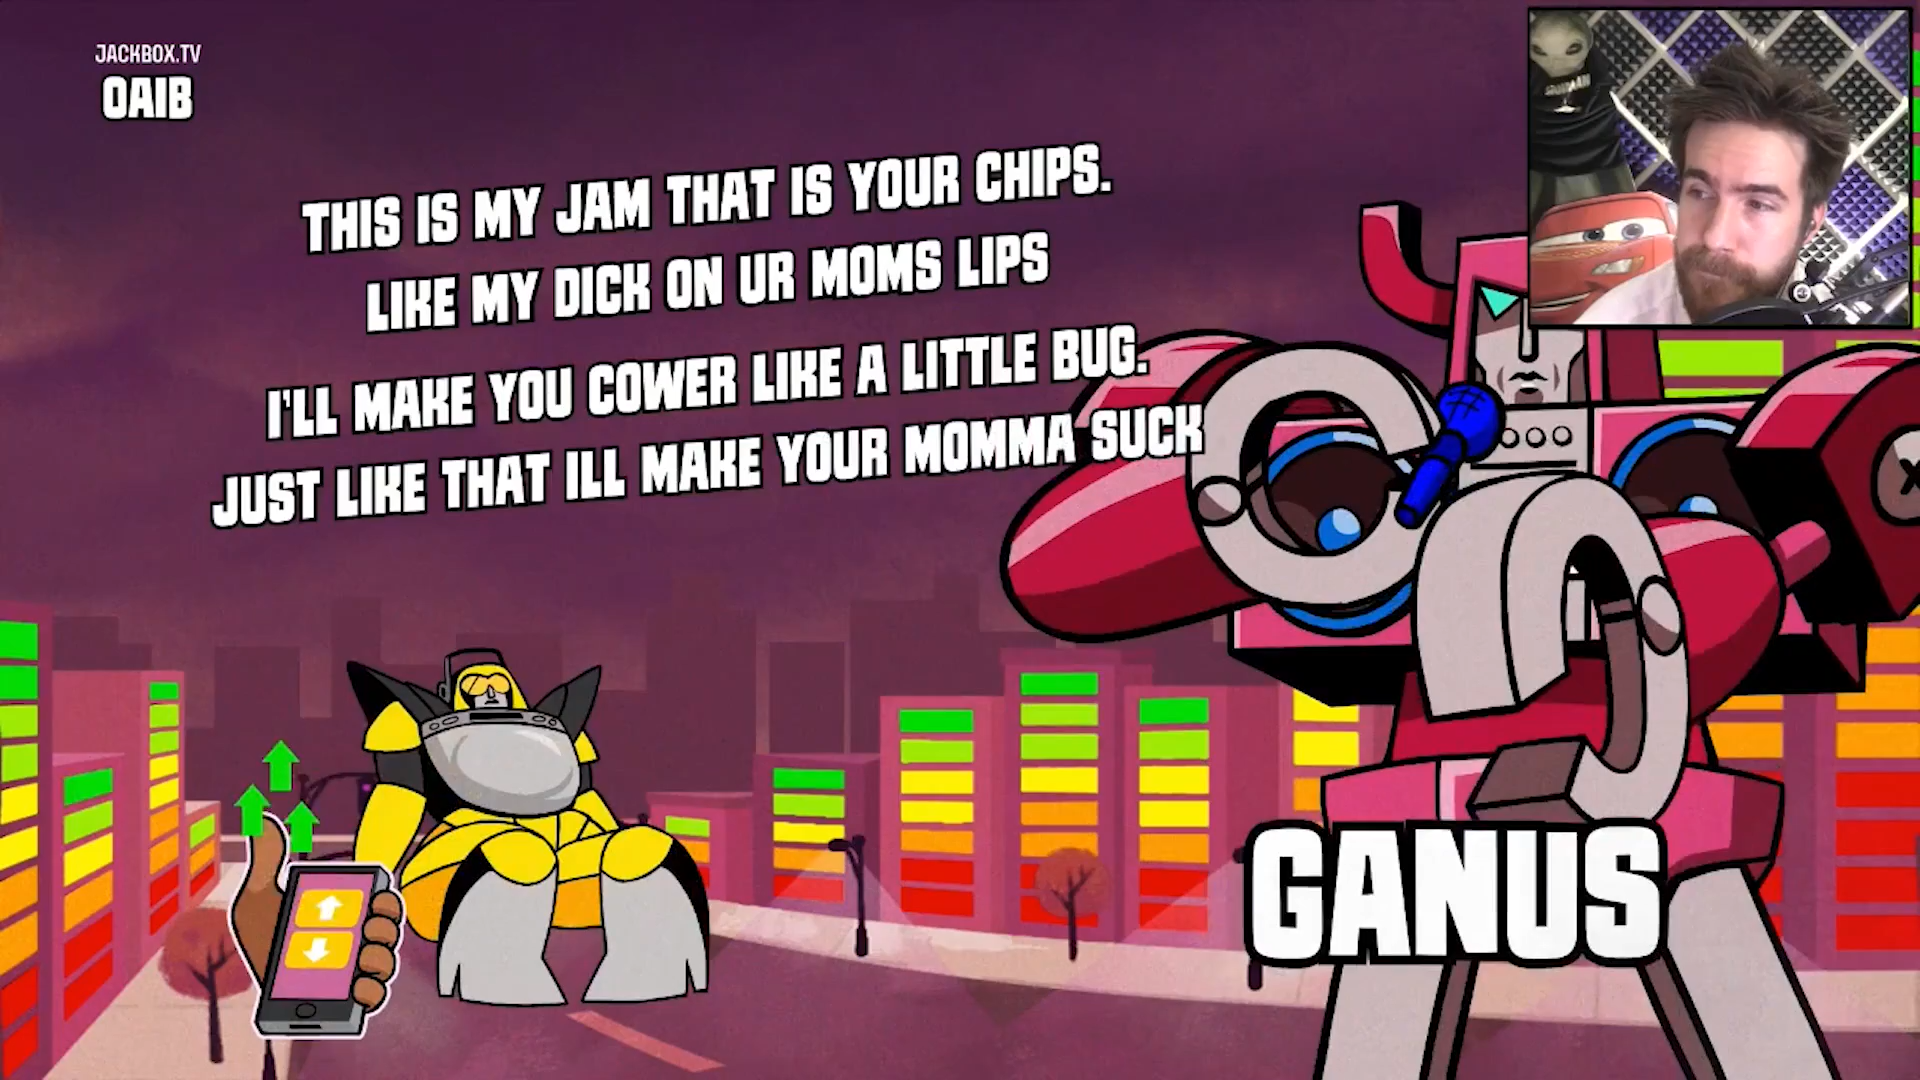 JACKBOX.TV
OAIB
THIS IS MY JAM THAT IS YOUR CHIPS.
LIKE MY DICK ON UR MOMS LIPS
I'LL MAKE YOU COWER LIKE A LITTLE BUG.
JUST LIKE THAT ILL MAKE YOUR MOMMA SUCK
GANUS